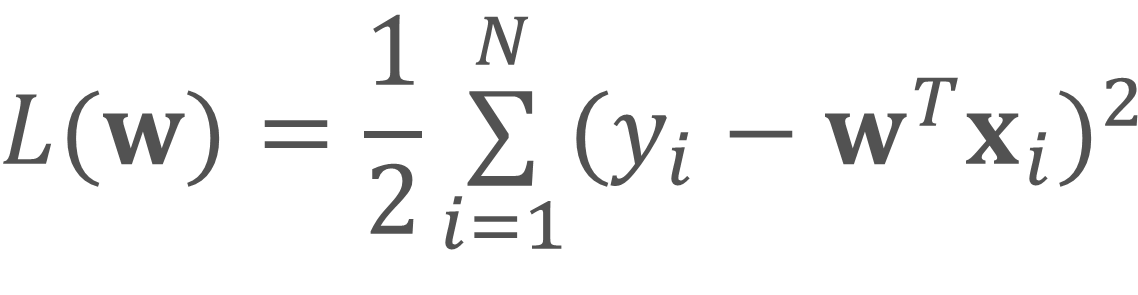 L(𝐰) = 1/2 ∑_{i=1}^{N} (y_i − 𝐰^T 𝐱_i)^2